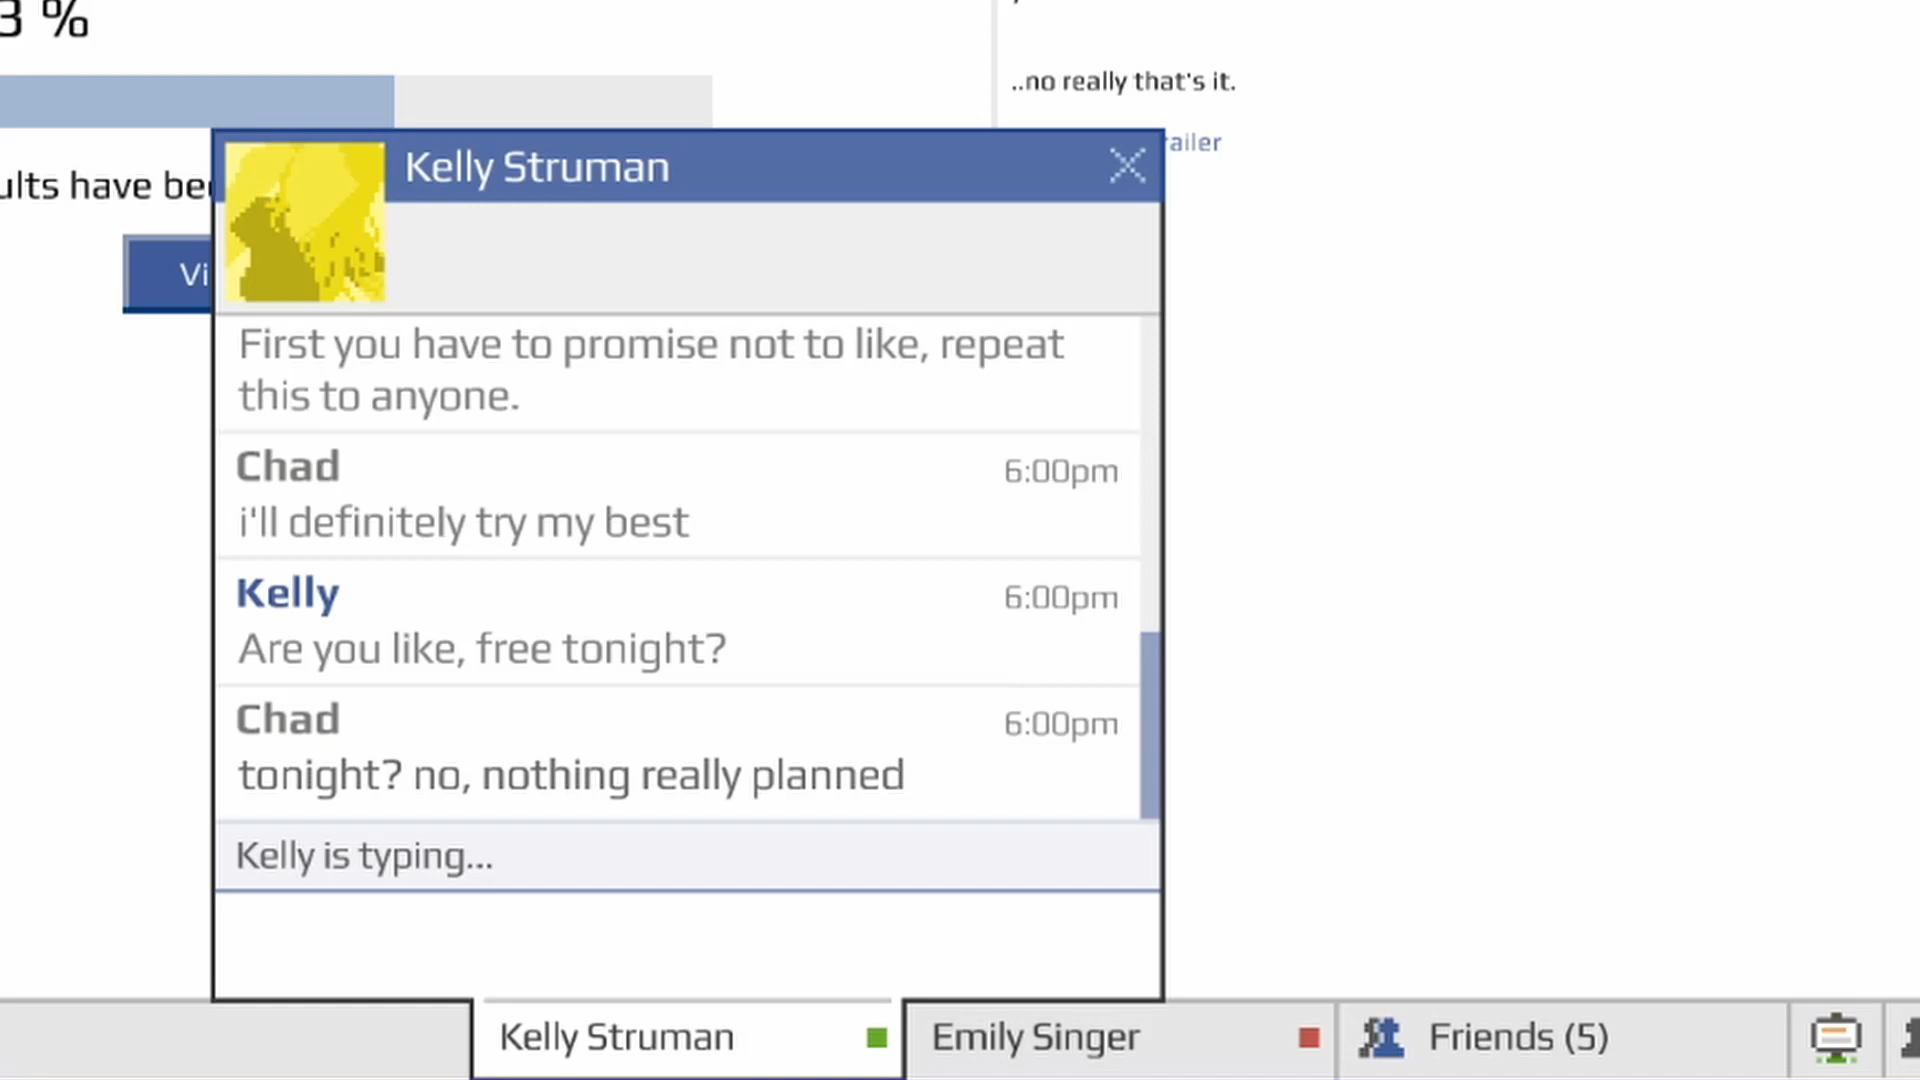 3 %
..no really that's it.
railer
ults have be
Vi
Kelly Struman
First you have to promise not to like, repeat
this to anyone.
Chad 6:00pm
i'll definitely try my best
Kelly 6:00pm
Are you like, free tonight?
Chad 6:00pm
tonight? no, nothing really planned
Kelly is typing...
Kelly Struman
Emily Singer
Friends (5)